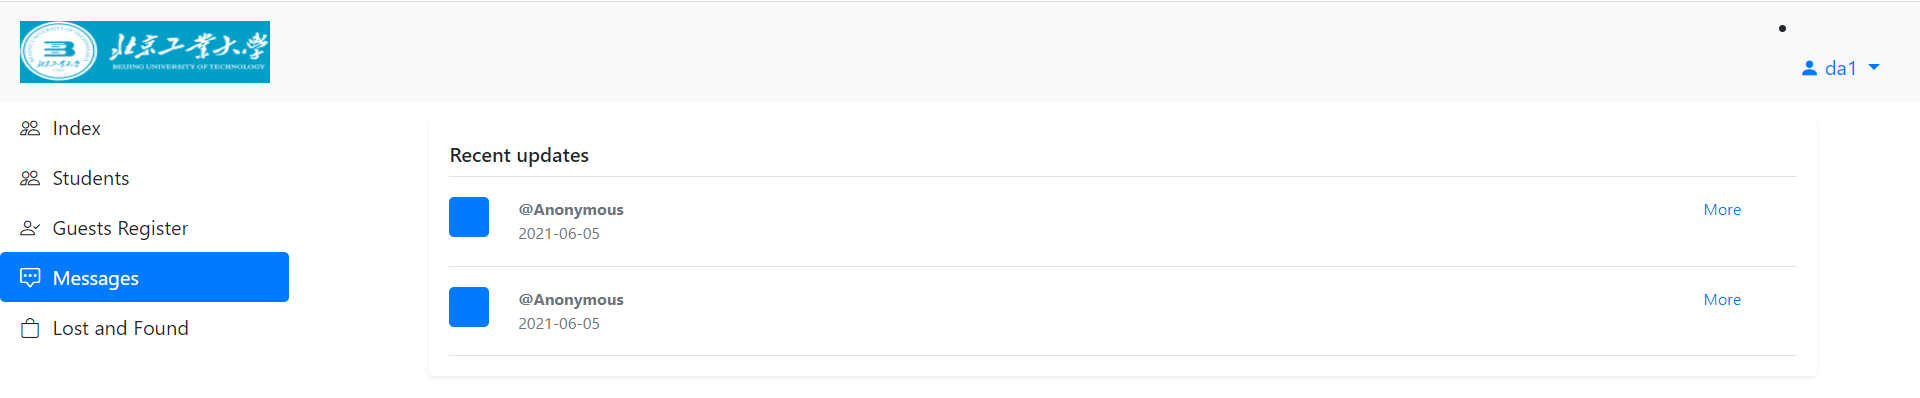 北京工业大学
BEIJING UNIVERSITY OF TECHNOLOGY
da1
Index
Students
Guests Register
Messages
Lost and Found
Recent updates
@Anonymous
More
2021-06-05
@Anonymous
More
2021-06-05